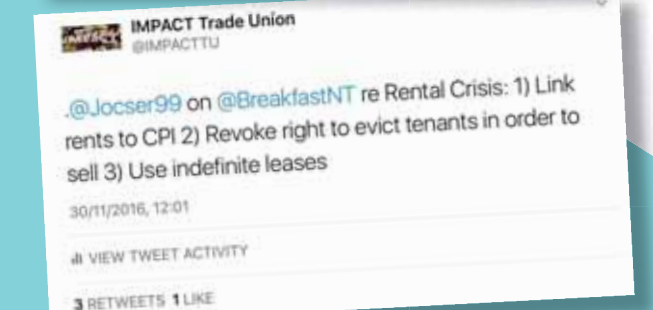 IMPACT Trade Union
@IMPACTTU
.@Jocser99 on @BreakfastNT re Rental Crisis: 1) Link
rents to CPI 2) Revoke right to evict tenants in order to
sell 3) Use indefinite leases
30/11/2016, 12:01
VIEW TWEET ACTIVITY
3 RETWEETS 1 LIKE